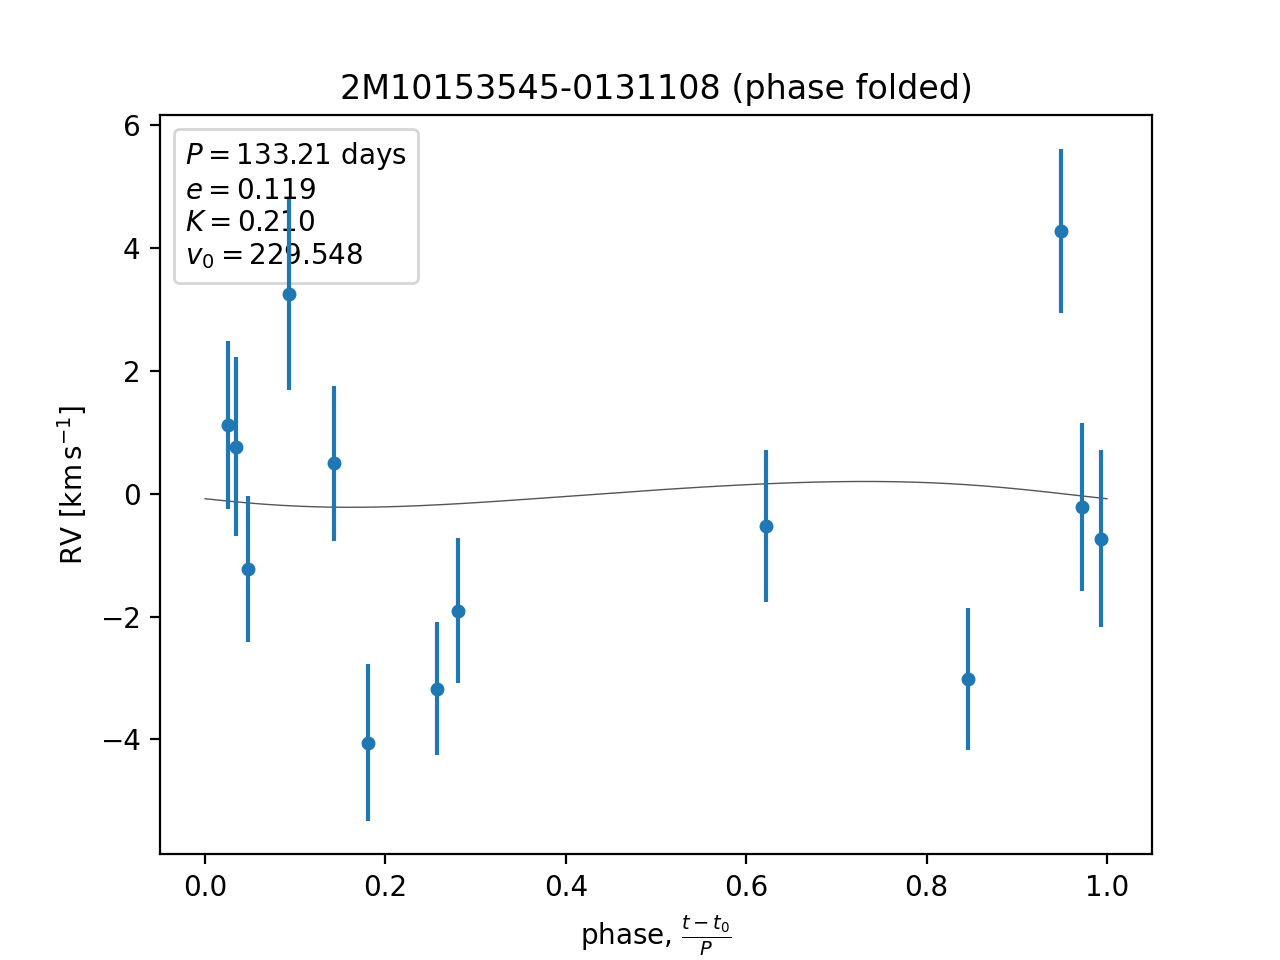 2M10153545-0131108 (phase folded)
P = 133.21 days
e = 0.119
K = 0.210
v₀ = 229.548
6
4
2
0
−2
−4
RV [km s⁻¹]
0.0 0.2 0.4 0.6 0.8 1.0
phase, (t − t₀)/P